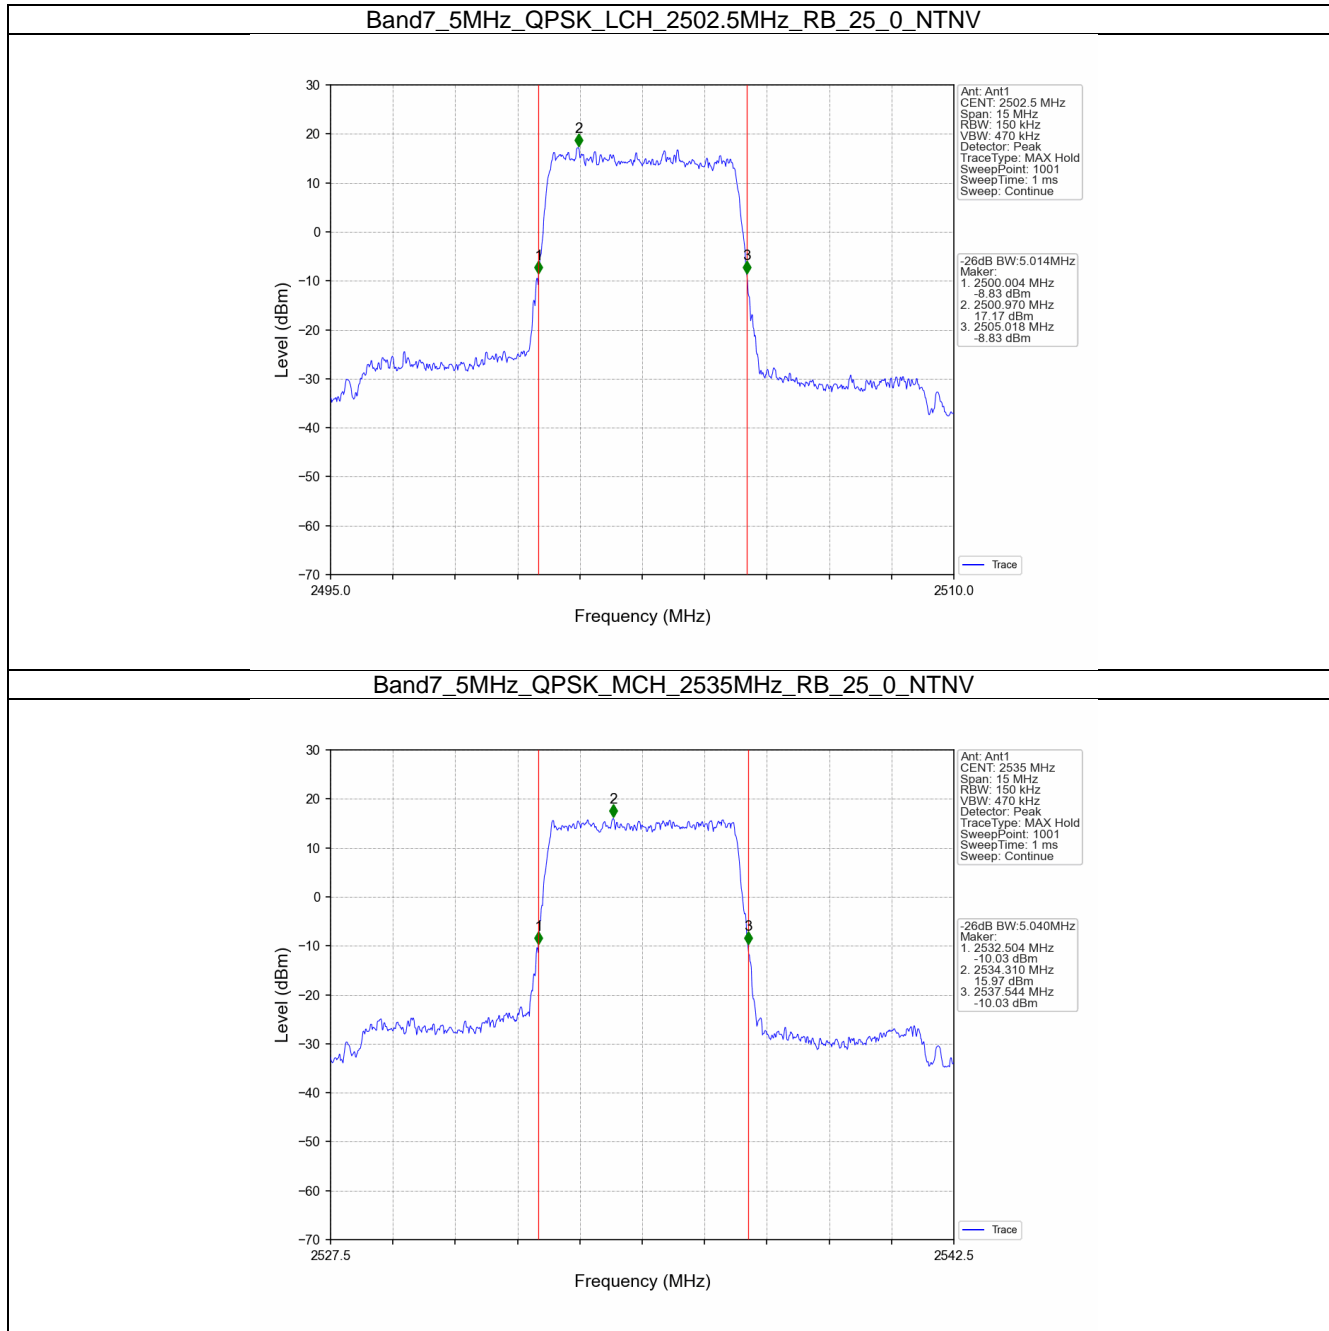 Band7_5MHz_QPSK_LCH_2502.5MHz_RB_25_0_NTNV
30
20
10
0
−10
−20
−30
−40
−50
−60
−70
Level (dBm)
2495.0
2510.0
Frequency (MHz)
1
2
3
Ant: Ant1
CENT: 2502.5 MHz
Span: 15 MHz
RBW: 150 kHz
VBW: 470 kHz
Detector: Peak
TraceType: MAX Hold
SweepPoint: 1001
SweepTime: 1 ms
Sweep: Continue
-26dB BW:5.014MHz
Maker:
1. 2500.004 MHz
-8.83 dBm
2. 2500.970 MHz
17.17 dBm
3. 2505.018 MHz
-8.83 dBm
Trace
Band7_5MHz_QPSK_MCH_2535MHz_RB_25_0_NTNV
30
20
10
0
−10
−20
−30
−40
−50
−60
−70
Level (dBm)
2527.5
2542.5
Frequency (MHz)
1
2
3
Ant: Ant1
CENT: 2535 MHz
Span: 15 MHz
RBW: 150 kHz
VBW: 470 kHz
Detector: Peak
TraceType: MAX Hold
SweepPoint: 1001
SweepTime: 1 ms
Sweep: Continue
-26dB BW:5.040MHz
Maker:
1. 2532.504 MHz
-10.03 dBm
2. 2534.310 MHz
15.97 dBm
3. 2537.544 MHz
-10.03 dBm
Trace